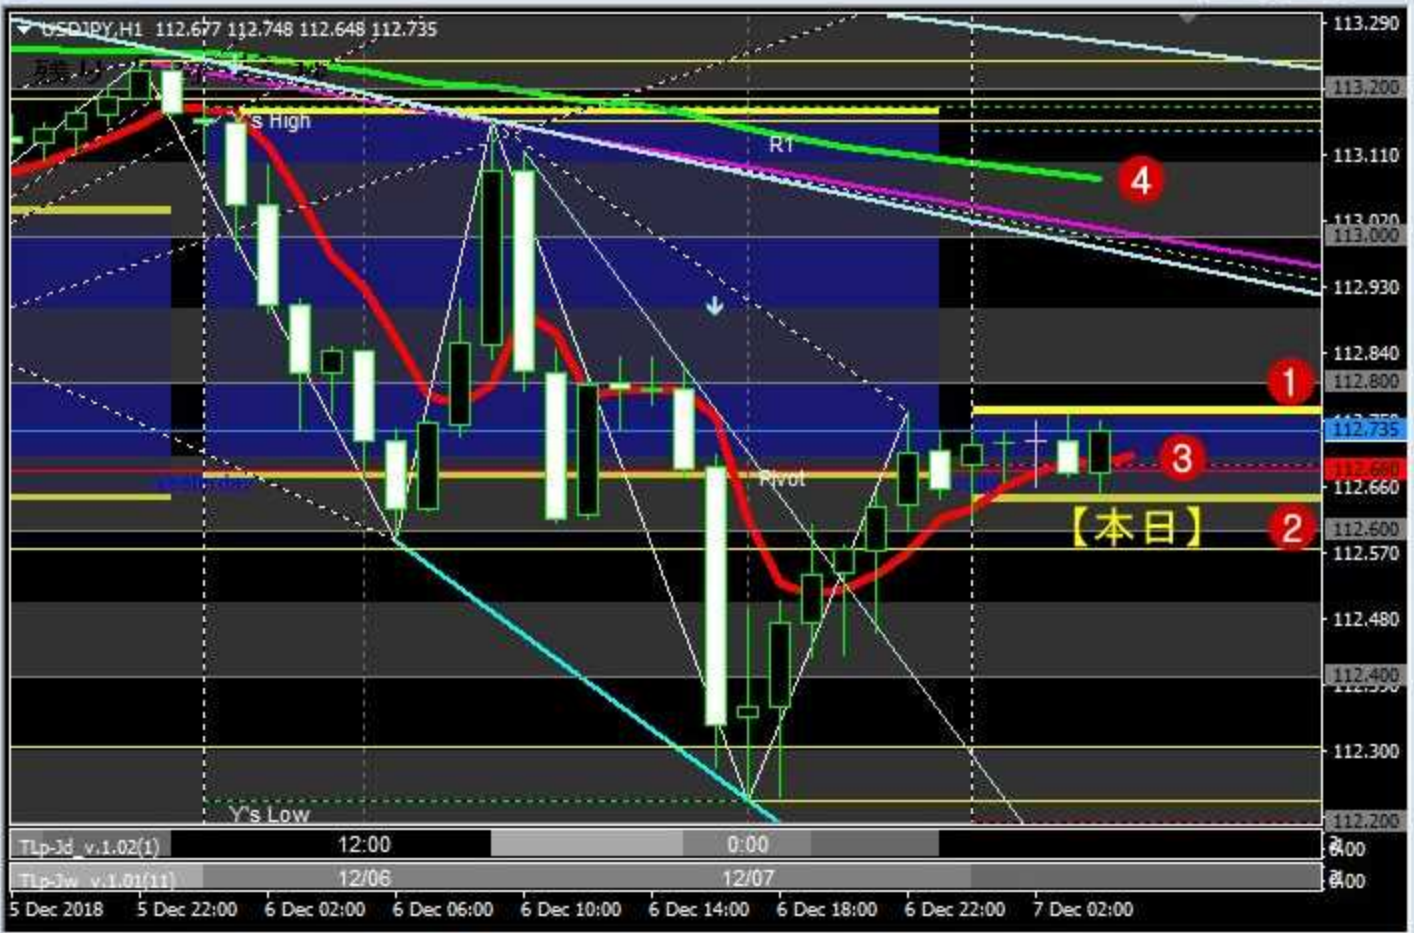 USDJPY,H1 112.677 112.748 112.648 112.735
113.290
113.200
's High
R1
113.110
4
113.020
113.000
112.930
112.840
1
112.800
112.735
3
Pivot
112.660
【本日】
2
112.600
112.570
112.480
112.400
112.300
Y's Low
112.200
TLp-Jd_v.1.02(1) 12:00 0:00
TLp-Jw_v.1.01(11) 12/06 12/07
5 Dec 2018 5 Dec 22:00 6 Dec 02:00 6 Dec 06:00 6 Dec 10:00 6 Dec 14:00 6 Dec 18:00 6 Dec 22:00 7 Dec 02:00